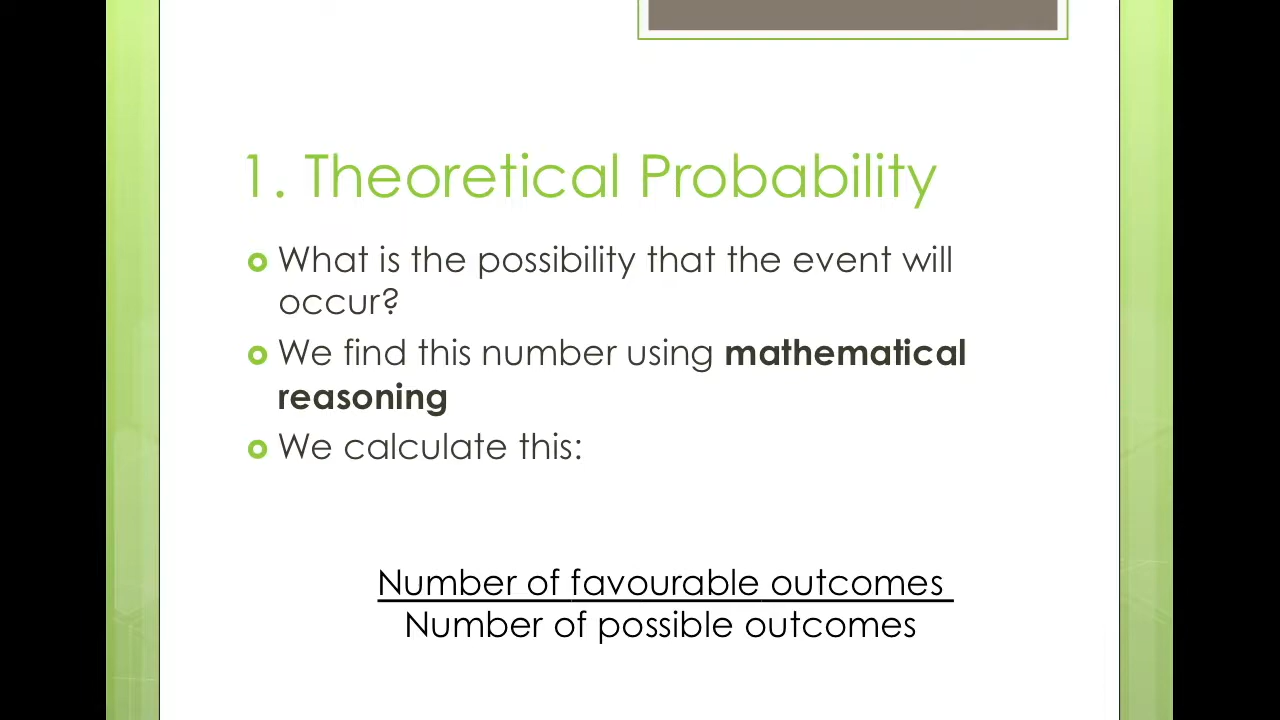 1. Theoretical Probability
What is the possibility that the event will
occur?
We find this number using mathematical
reasoning
We calculate this:
Number of favourable outcomes
Number of possible outcomes